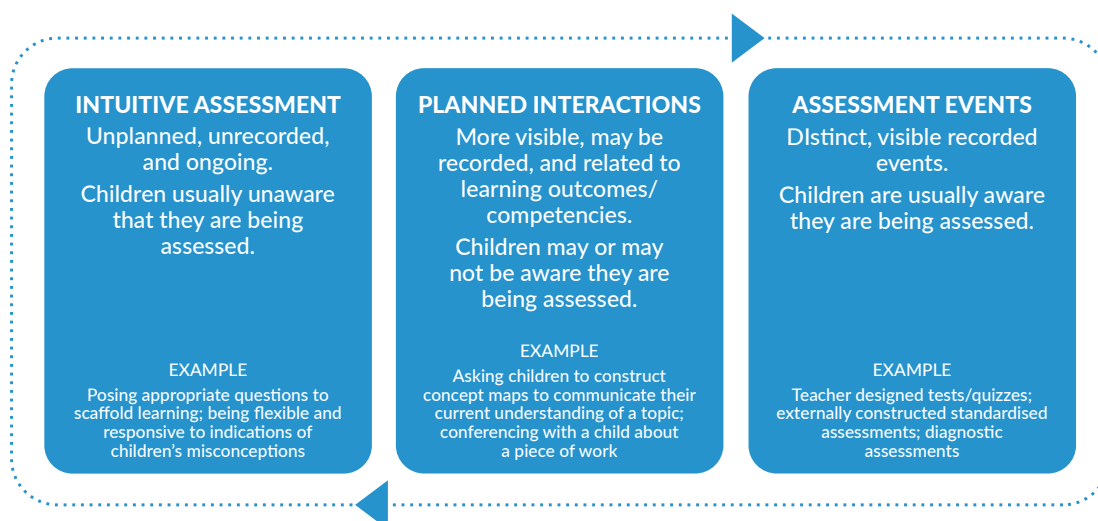 INTUITIVE ASSESSMENT
Unplanned, unrecorded,
and ongoing.
Children usually unaware
that they are being
assessed.
EXAMPLE
Posing appropriate questions to
scaffold learning; being flexible and
responsive to indications of
children's misconceptions
PLANNED INTERACTIONS
More visible, may be
recorded, and related to
learning outcomes/
competencies.
Children may or may
not be aware they are
being assessed.
EXAMPLE
Asking children to construct
concept maps to communicate their
current understanding of a topic;
conferencing with a child about
a piece of work
ASSESSMENT EVENTS
DIstinct, visible recorded
events.
Children are usually aware
they are being assessed.
EXAMPLE
Teacher designed tests/quizzes;
externally constructed standardised
assessments; diagnostic
assessments